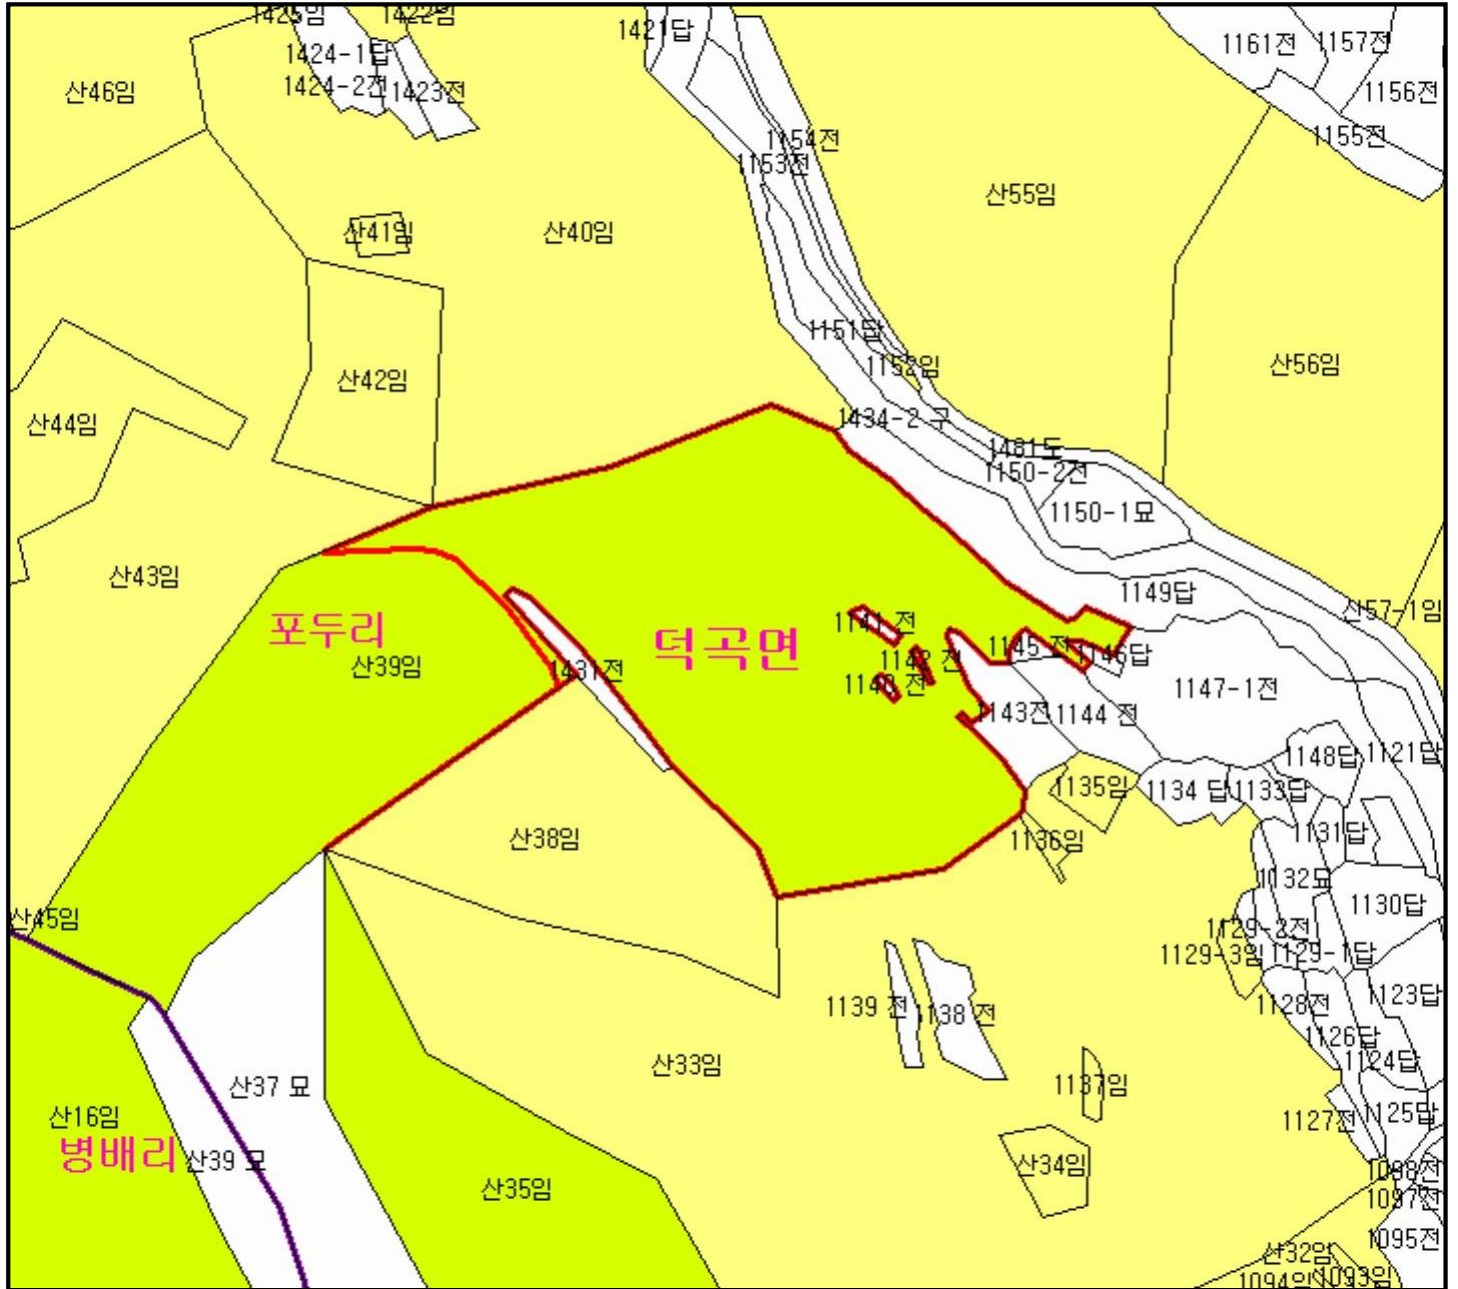 1425임
1422임
1421답
1161전
1157전
1424-1답
1424-2전
1423전
산46임
1156전
1155전
1154전
1153전
산55임
산41임
산40임
1151답
1152임
산56임
산42임
산44임
1434-2 구
1481도
1150-2전
1150-1묘
산43임
1149답
산57-1임
포두리
덕곡면
1141 전
1145 전
1146답
산39임
1431전
1142 전
1140 전
1147-1전
1143전
1144 전
1148답
1121답
1135임
1134 답
1133답
산38임
1136임
1131답
1132묘
1130답
산45임
1129-2전
1129-3임
1129-1답
1139 전
1138 전
1128전
1123답
1126답
1124답
산33임
산37 묘
1137임
산16임
1127전
1125답
병배리
산39 묘
산34임
1098전
산35임
1097전
1095전
산32임
1094임
1093임